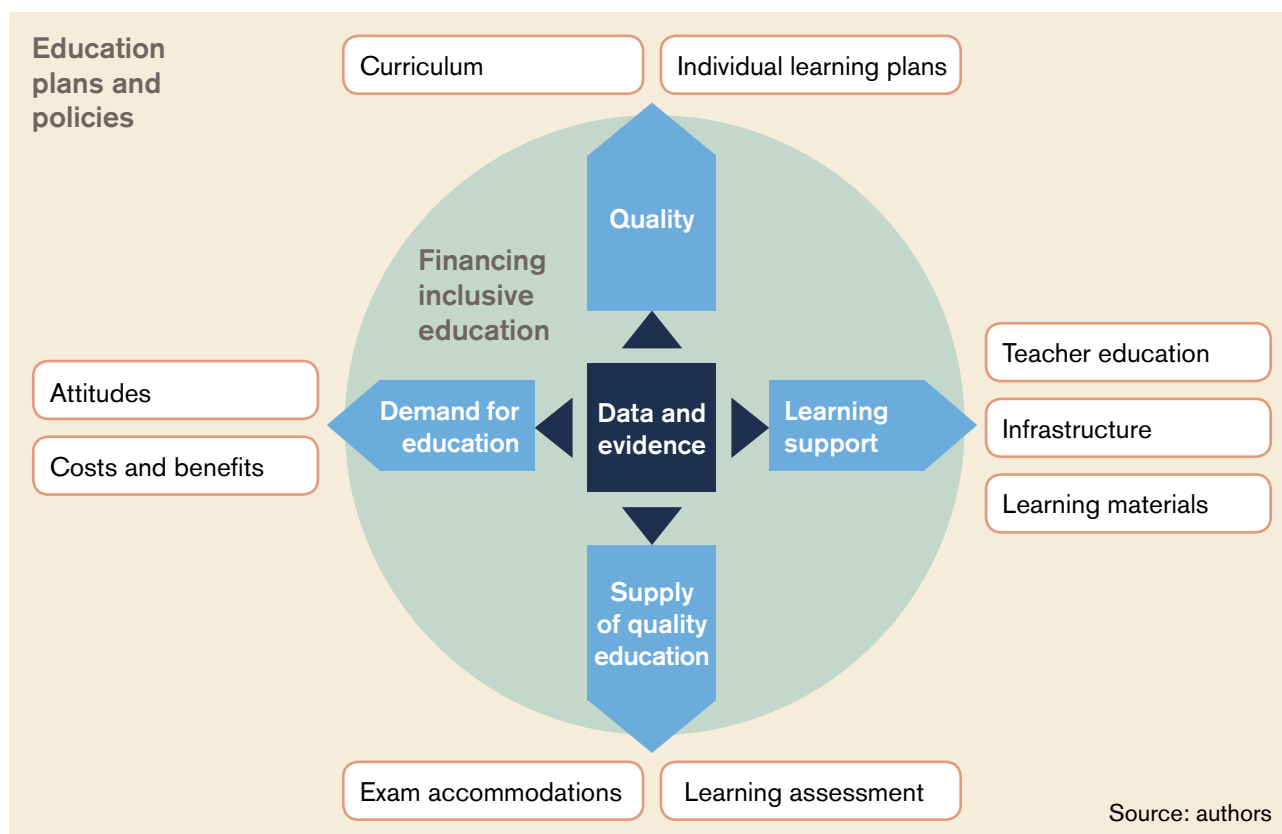 Education
plans and
policies
Curriculum
Individual learning plans
Quality
Financing
inclusive
education
Attitudes
Costs and benefits
Demand for
education
Data and
evidence
Learning
support
Teacher education
Infrastructure
Learning materials
Supply
of quality
education
Exam accommodations
Learning assessment
Source: authors